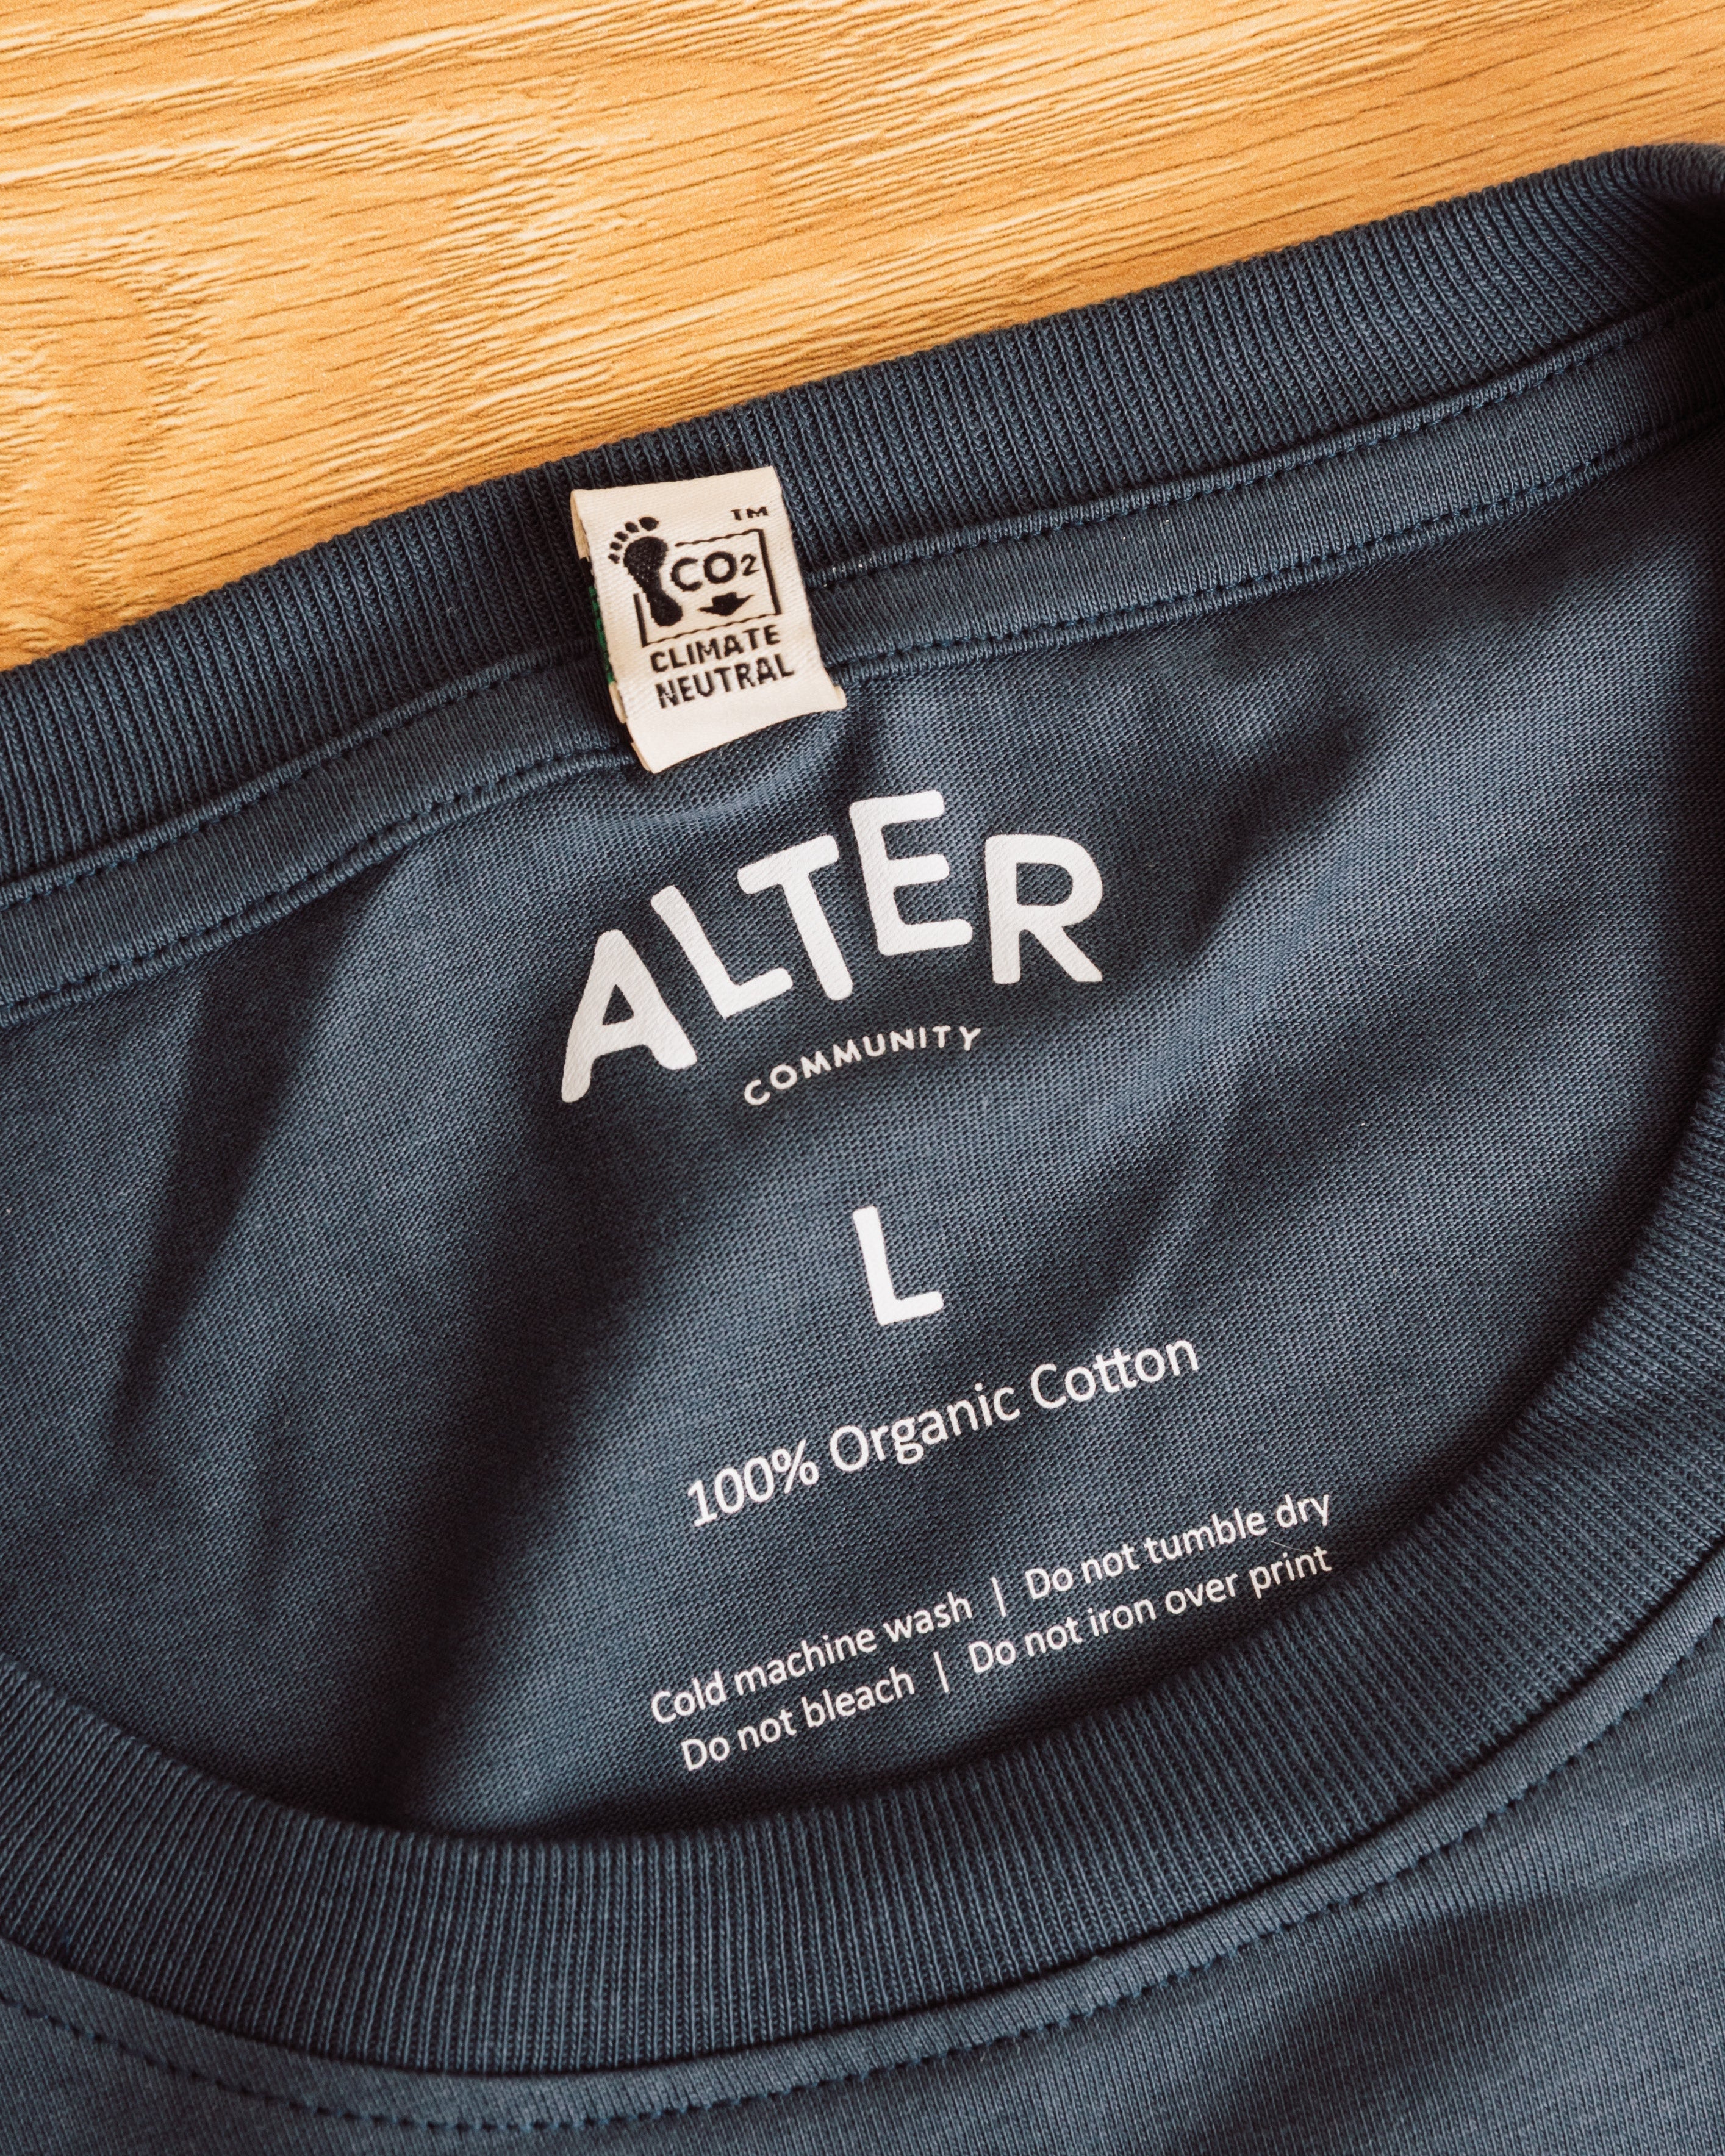 TM
CO2
CLIMATE
NEUTRAL
ALTER
COMMUNITY
L
100% Organic Cotton
Cold machine wash | Do not tumble dry
Do not bleach | Do not iron over print